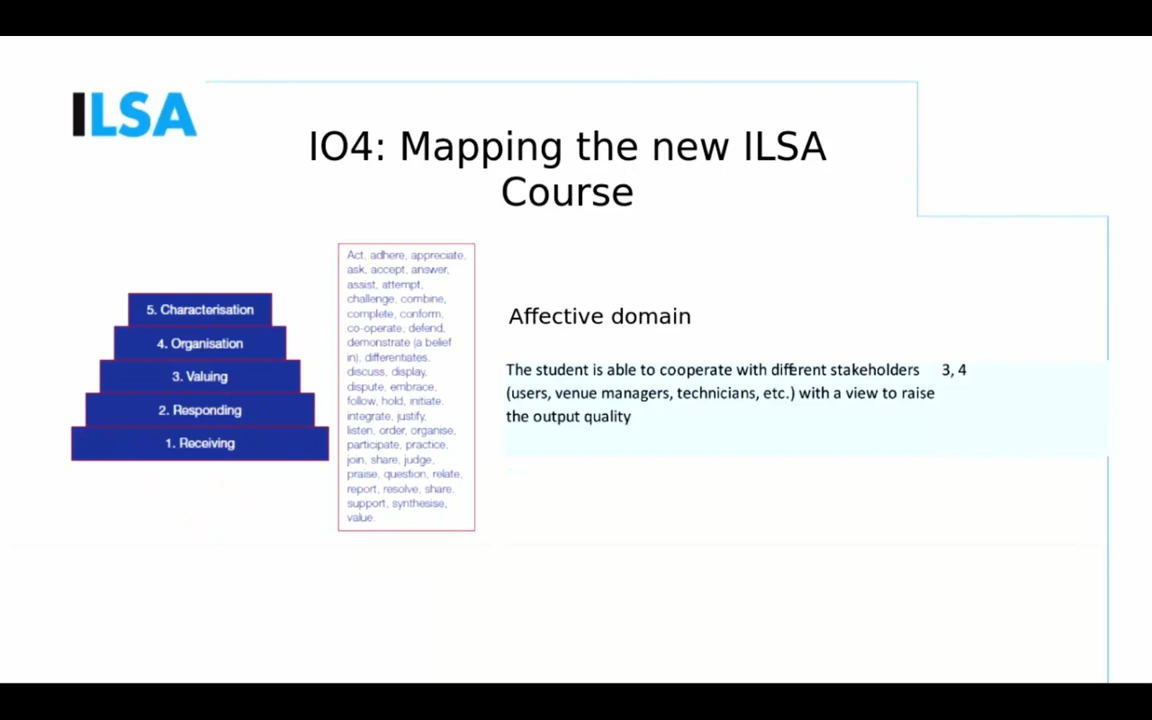 ILSA
IO4: Mapping the new ILSA
Course
5. Characterisation
4. Organisation
3. Valuing
2. Responding
1. Receiving
Act, adhere, appreciate,
ask, accept, answer,
assist, attempt,
challenge, combine,
complete, conform,
co-operate, defend,
demonstrate (a belief
in), differentiates,
discuss, display,
dispute, embrace,
follow, hold, initiate,
integrate, justify,
listen, order, organise,
participate, practice,
join, share, judge,
praise, question, relate,
report, resolve, share,
support, synthesise,
value.
Affective domain
The student is able to cooperate with different stakeholders 3, 4
(users, venue managers, technicians, etc.) with a view to raise
the output quality